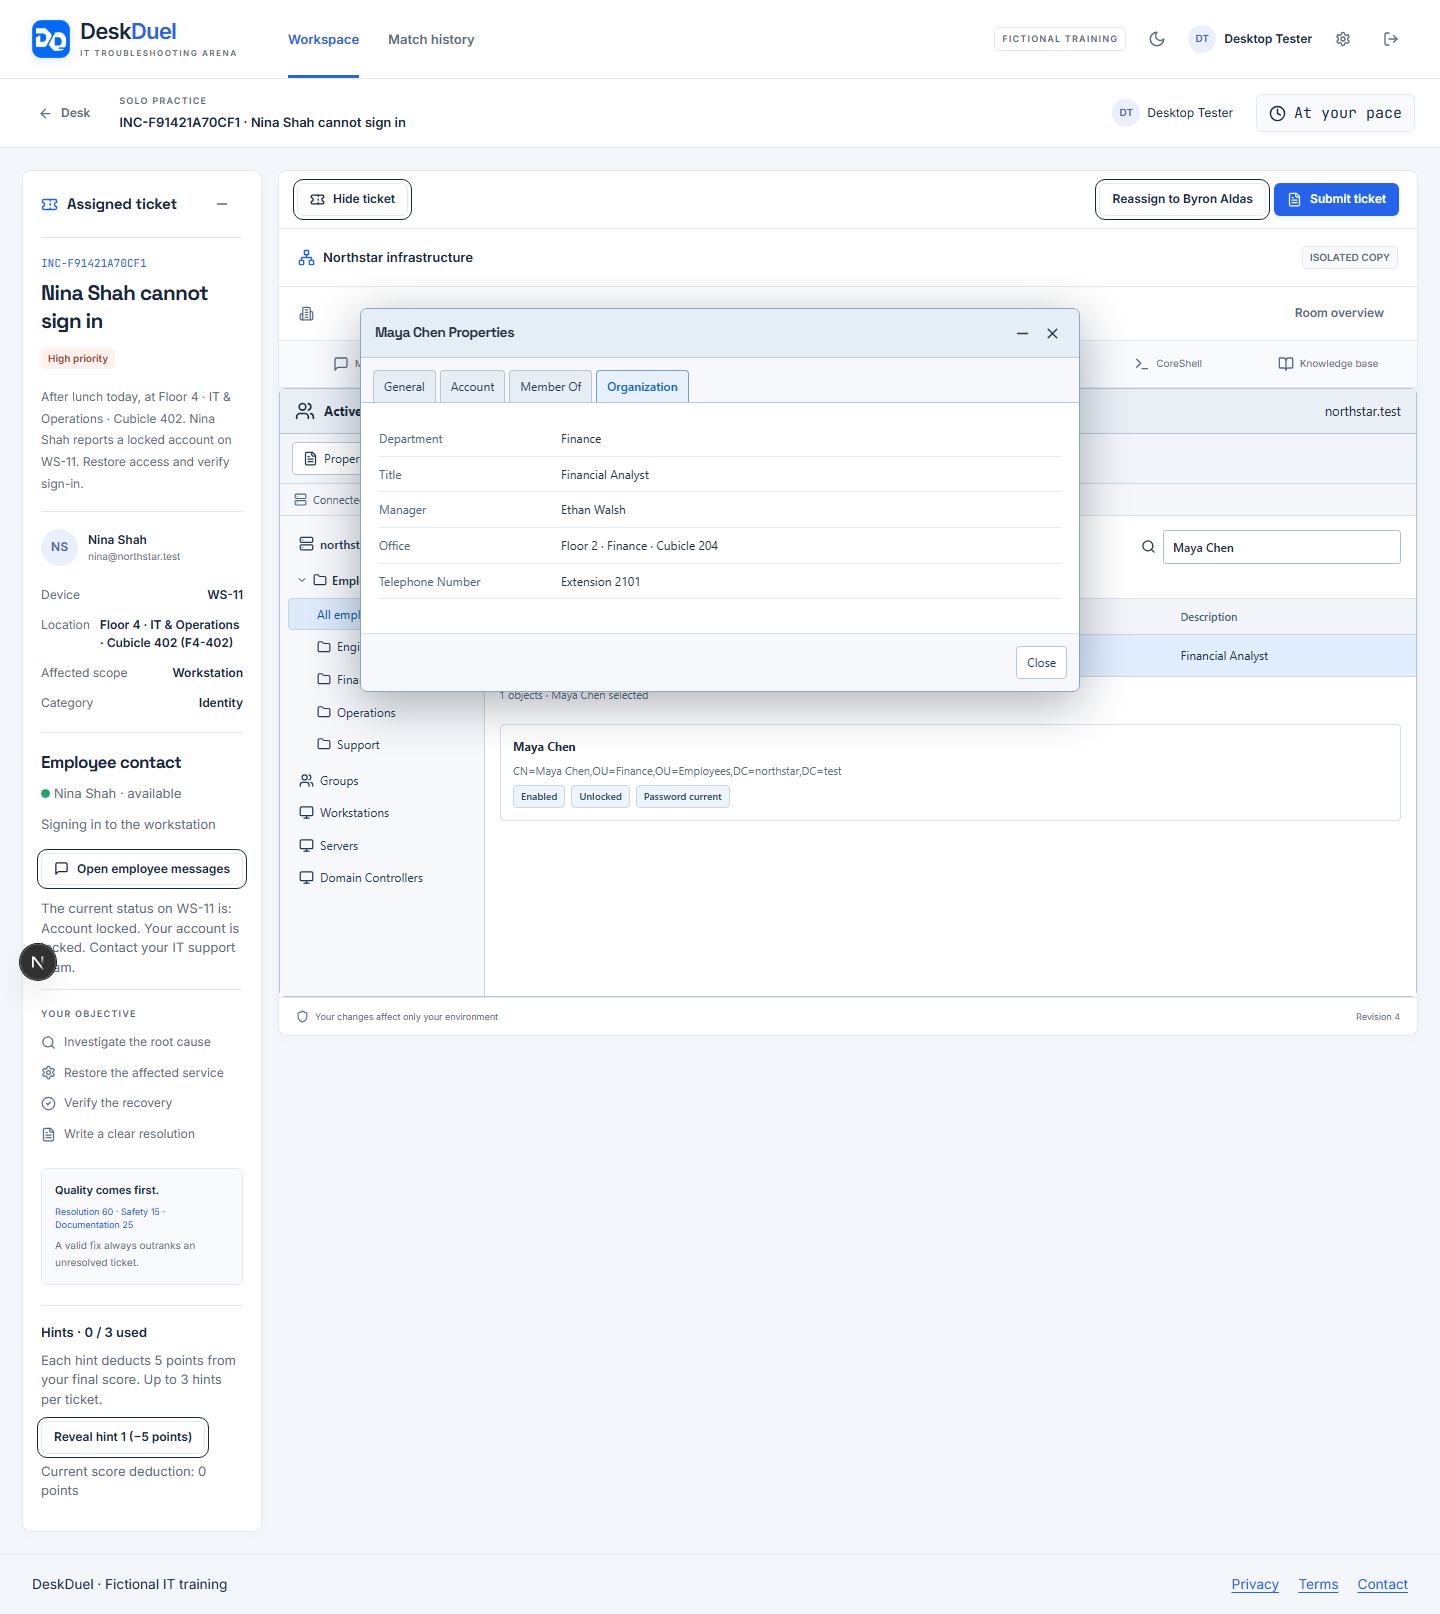 DeskDuel
IT TROUBLESHOOTING ARENA
Workspace
Match history
FICTIONAL TRAINING
DT
Desktop Tester
Desk
SOLO PRACTICE
INC-F91421A70CF1 · Nina Shah cannot sign in
DT
Desktop Tester
At your pace
Assigned ticket
INC-F91421A70CF1
Nina Shah cannot
sign in
High priority
After lunch today, at Floor 4 · IT &
Operations · Cubicle 402. Nina
Shah reports a locked account on
WS-11. Restore access and verify
sign-in.
NS
Nina Shah
nina@northstar.test
Device WS-11
Location Floor 4 · IT & Operations
· Cubicle 402 (F4-402)
Affected scope Workstation
Category Identity
Employee contact
Nina Shah · available
Signing in to the workstation
Open employee messages
The current status on WS-11 is:
Account locked. Your account is
locked. Contact your IT support
N
Hide ticket
Reassign to Byron Aldas
Submit ticket
Northstar infrastructure
ISOLATED COPY
Room overview
CoreShell
Knowledge base
Active
northstar.test
Proper
Connecte
northst
Empl
All empl
Engi
Fina
Operations
Support
Groups
Workstations
Servers
Domain Controllers
Maya Chen Properties
General
Account
Member Of
Organization
Department Finance
Title Financial Analyst
Manager Ethan Walsh
Office Floor 2 · Finance · Cubicle 204
Telephone Number Extension 2101
Close
Maya Chen
Description
Financial Analyst
1 objects · Maya Chen selected
Maya Chen
CN=Maya Chen,OU=Finance,OU=Employees,DC=northstar,DC=test
Enabled
Unlocked
Password current
Your changes affect only your environment
Revision 4
YOUR OBJECTIVE
Investigate the root cause
Restore the affected service
Verify the recovery
Write a clear resolution
Quality comes first.
Resolution 60 · Safety 15 ·
Documentation 25
A valid fix always outranks an
unresolved ticket.
Hints · 0 / 3 used
Each hint deducts 5 points from
your final score. Up to 3 hints
per ticket.
Reveal hint 1 (−5 points)
Current score deduction: 0
points
DeskDuel · Fictional IT training
Privacy
Terms
Contact